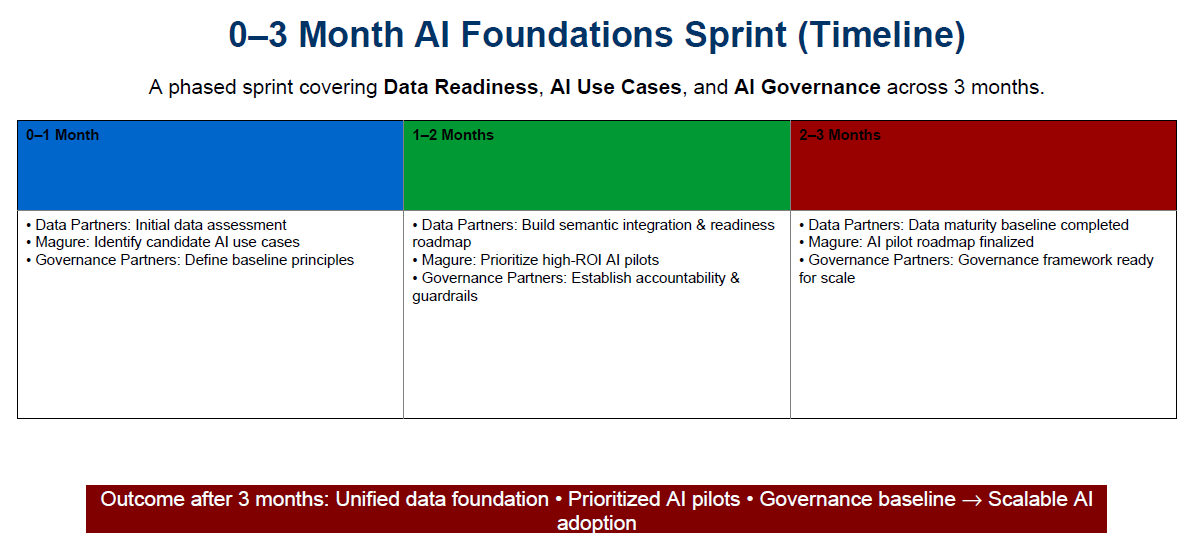 0–3 Month AI Foundations Sprint (Timeline)
A phased sprint covering Data Readiness, AI Use Cases, and AI Governance across 3 months.
0–1 Month
1–2 Months
2–3 Months
• Data Partners: Initial data assessment
• Magure: Identify candidate AI use cases
• Governance Partners: Define baseline principles
• Data Partners: Build semantic integration & readiness
roadmap
• Magure: Prioritize high-ROI AI pilots
• Governance Partners: Establish accountability &
guardrails
• Data Partners: Data maturity baseline completed
• Magure: AI pilot roadmap finalized
• Governance Partners: Governance framework ready
for scale
Outcome after 3 months: Unified data foundation • Prioritized AI pilots • Governance baseline → Scalable AI
adoption